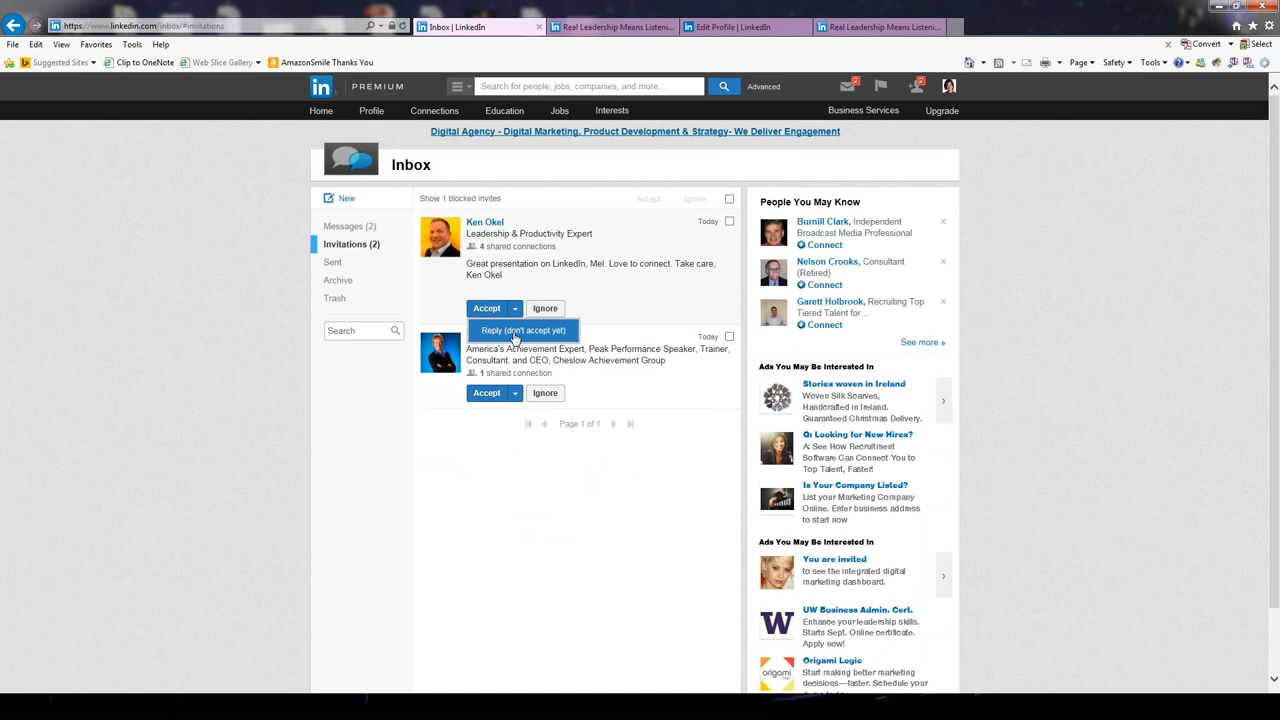 https://www.linkedin.com/inbox/#invitations
Inbox | LinkedIn
Real Leadership Means Listeni...
Edit Profile | LinkedIn
Real Leadership Means Listeni...
File Edit View Favorites Tools Help
Convert Select
Suggested Sites Clip to OneNote Web Slice Gallery AmazonSmile Thank You
Page Safety Tools
in PREMIUM
Search for people, jobs, companies, and more...
Advanced
2
2
Home Profile Connections Education Jobs Interests
Business Services Upgrade
Digital Agency - Digital Marketing, Product Development & Strategy- We Deliver Engagement
Inbox
New
Messages (2)
Invitations (2)
Sent
Archive
Trash
Search
Show 1 blocked invites
Accept Ignore
Ken Okel
Today
Leadership & Productivity Expert
4 shared connections
Great presentation on LinkedIn, Mel. Love to connect. Take care,
Ken Okel
Accept Ignore
Reply (don't accept yet)
Today
America's Achievement Expert, Peak Performance Speaker, Trainer,
Consultant, and CEO, Cheslow Achievement Group
1 shared connection
Accept Ignore
Page 1 of 1
People You May Know
Burnill Clark, Independent
Broadcast Media Professional
Connect
Nelson Crooks, Consultant
(Retired)
Connect
Garett Holbrook, Recruiting Top
Tiered Talent for...
Connect
See more »
Ads You May Be Interested In
Stories woven in Ireland
Woven Silk Scarves,
Handcrafted in Ireland.
Guaranteed Christmas Delivery.
Q: Looking for New Hires?
A: See How Recruitment
Software Can Connect You to
Top Talent, Faster!
Is Your Company Listed?
List your Marketing Company
Online. Enter business address
to start now
Ads You May Be Interested In
You are invited
to see the integrated digital
marketing dashboard.
W
UW Business Admin. Cert.
Enhance your leadership skills.
Starts Sept. Online certificate.
Apply now!
origami
Origami Logic
Start making better marketing
decisions—faster. Schedule your